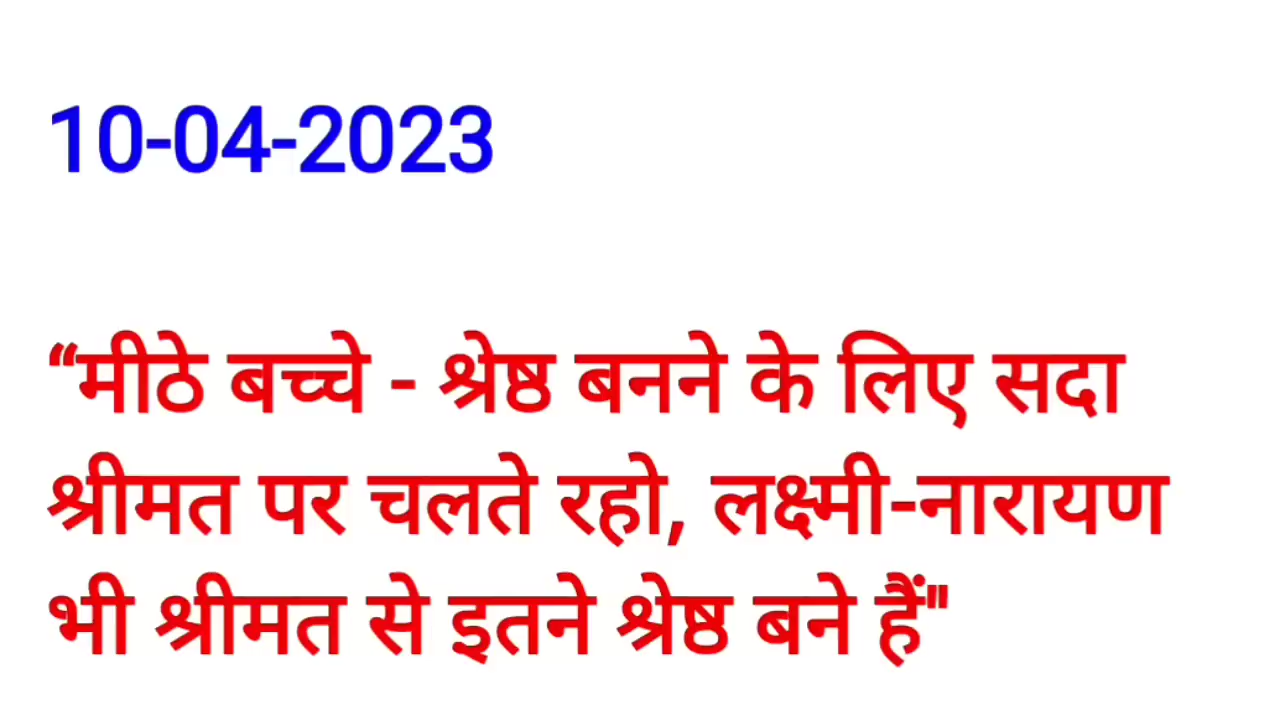 10-04-2023
“मीठे बच्चे - श्रेष्ठ बनने के लिए सदा
श्रीमत पर चलते रहो, लक्ष्मी-नारायण
भी श्रीमत से इतने श्रेष्ठ बने हैं"